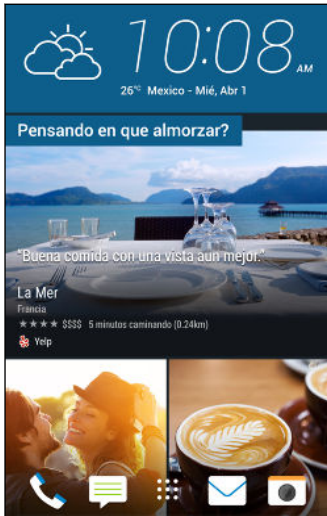 10:08 AM
26°C Mexico - Mié, Abr 1
Pensando en que almorzar?
"Buena comida con una vista aun mejor."
La Mer
Francia
★★★★ $$$$ 5 minutos caminando (0.24km)
Yelp